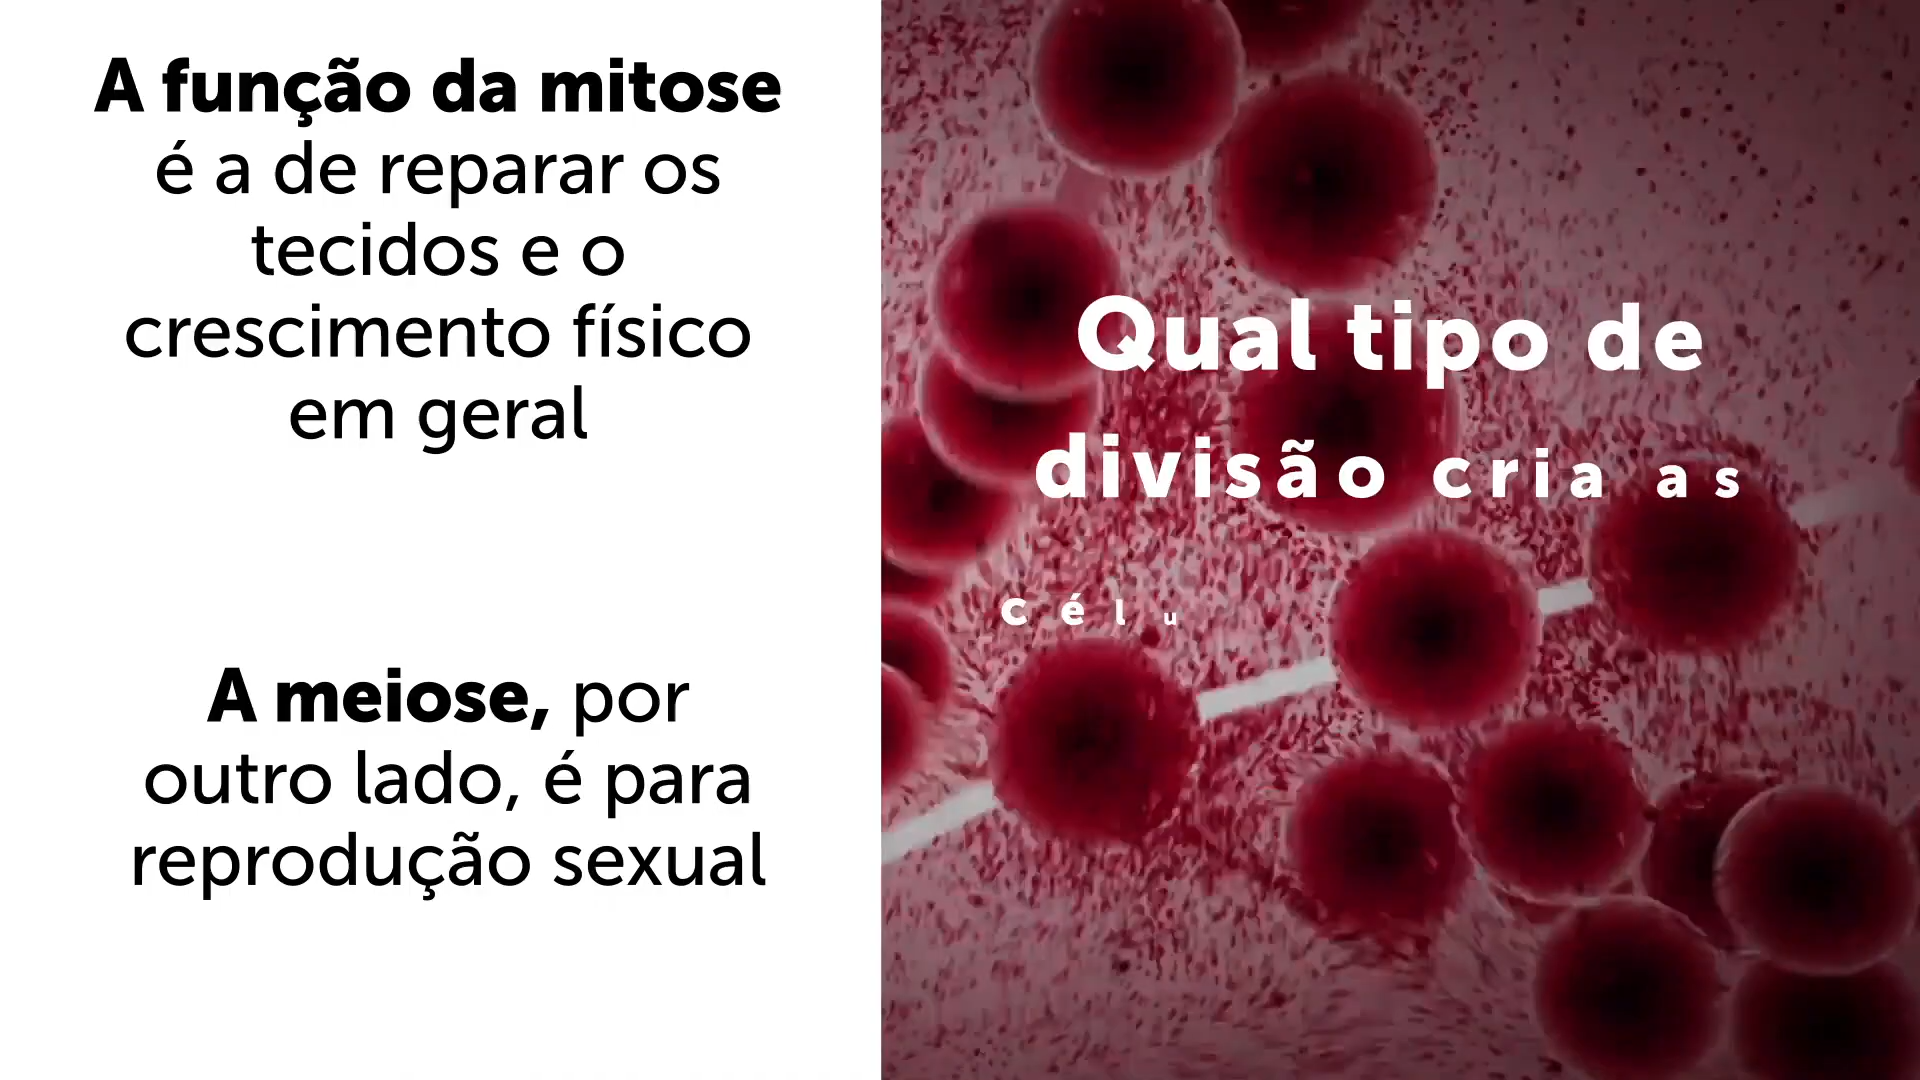 A função da mitose
é a de reparar os
tecidos e o
crescimento físico
em geral
A meiose, por
outro lado, é para
reprodução sexual
Qual tipo de
divisão cria as
célu